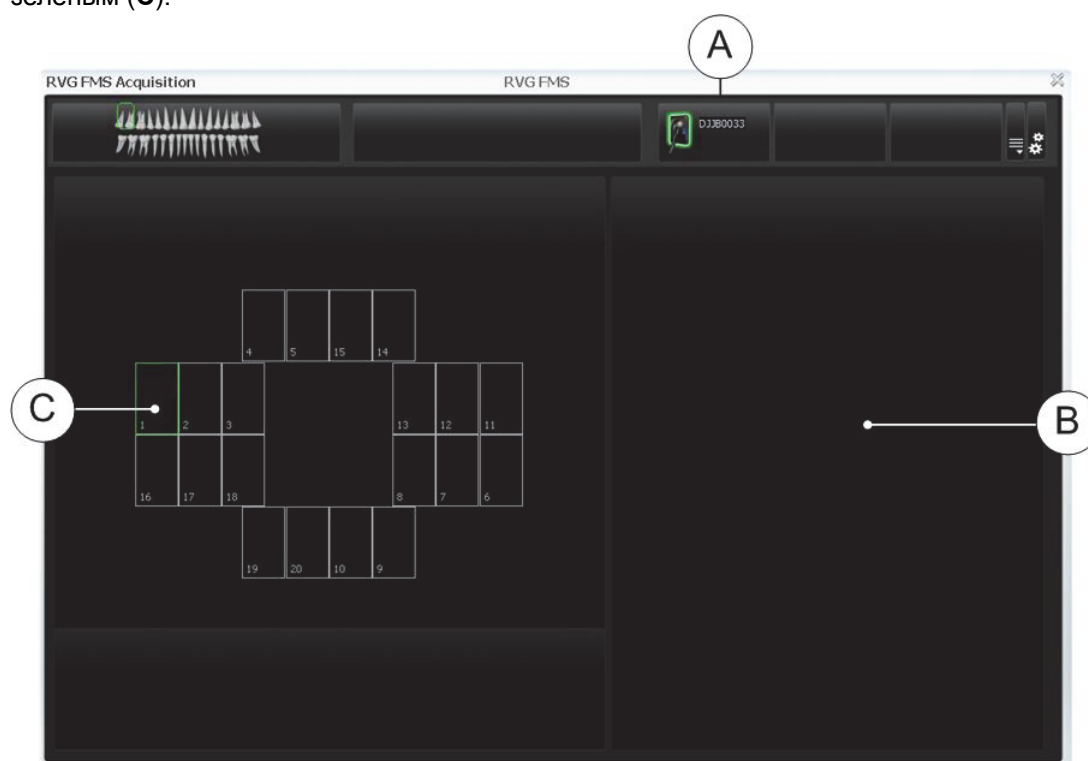 зеленым (C).
A
RVG FMS Acquisition RVG FMS
DJJB0033
4 5 15 14
C
B
1 2 3 13 12 11
16 17 18 8 7 6
19 20 10 9